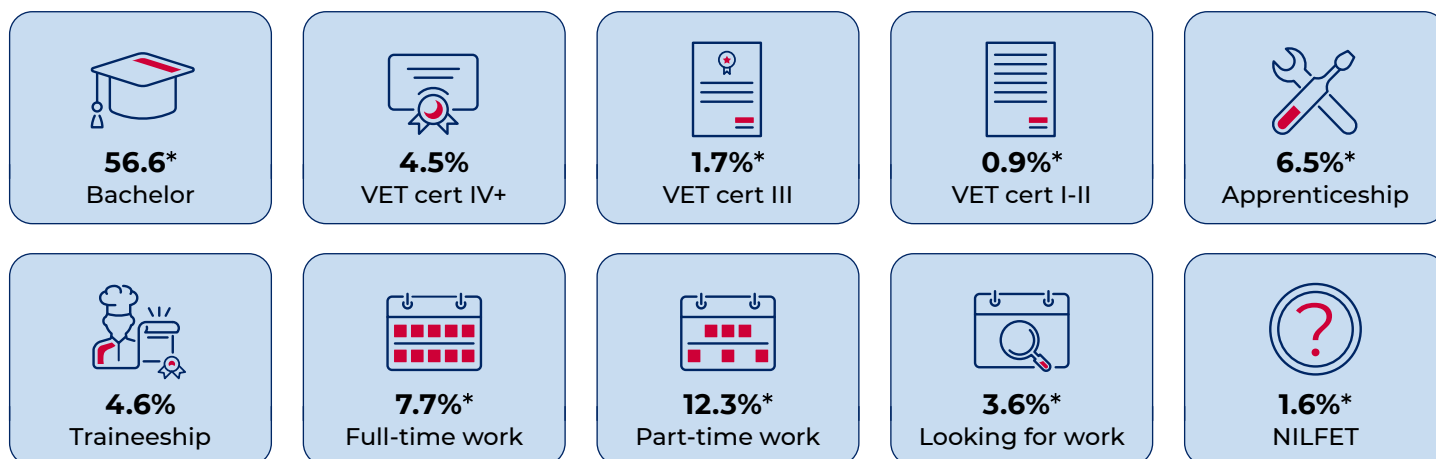 56.6*
Bachelor
4.5%
VET cert IV+
1.7%*
VET cert III
0.9%*
VET cert I-II
6.5%*
Apprenticeship
4.6%
Traineeship
7.7%*
Full-time work
12.3%*
Part-time work
3.6%*
Looking for work
1.6%*
NILFET